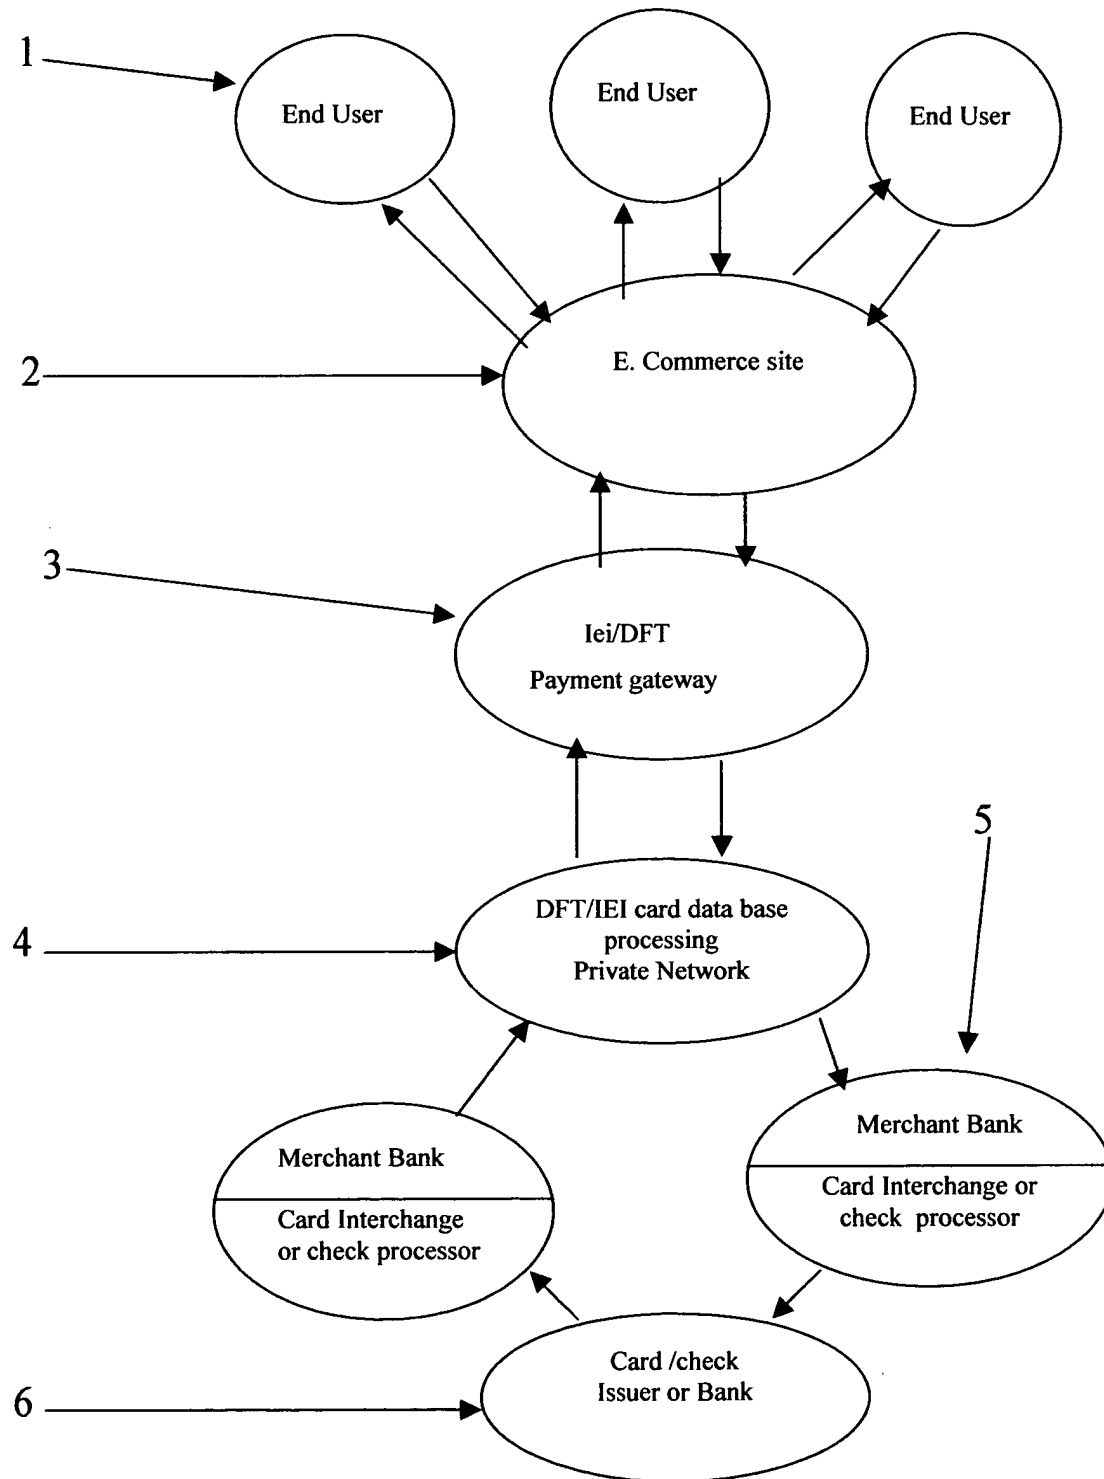 1
End User
End User
End User
2
E. Commerce site
3
Iei/DFT
Payment gateway
5
4
DFT/IEI card data base
processing
Private Network
Merchant Bank
Card Interchange
or check processor
Merchant Bank
Card Interchange or
check processor
6
Card /check
Issuer or Bank